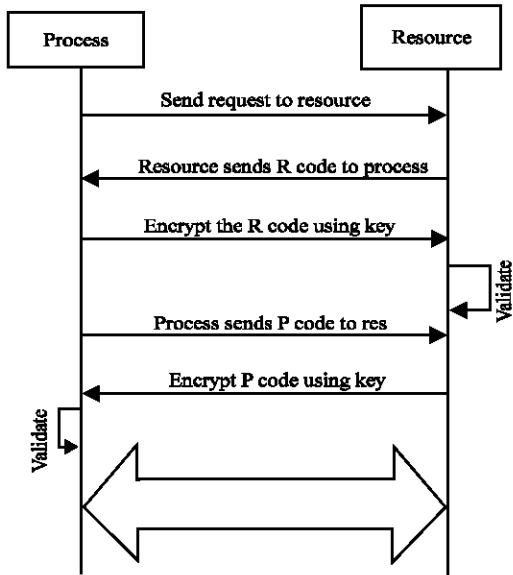 Process
Resource
Send request to resource
Resource sends R code to process
Encrypt the R code using key
Validate
Process sends P code to res
Encrypt P code using key
Validate